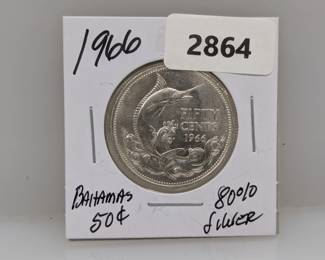 1966
2864
FIFTY
CENTS
1966
BAHAMAS
50¢
80%
SILVER